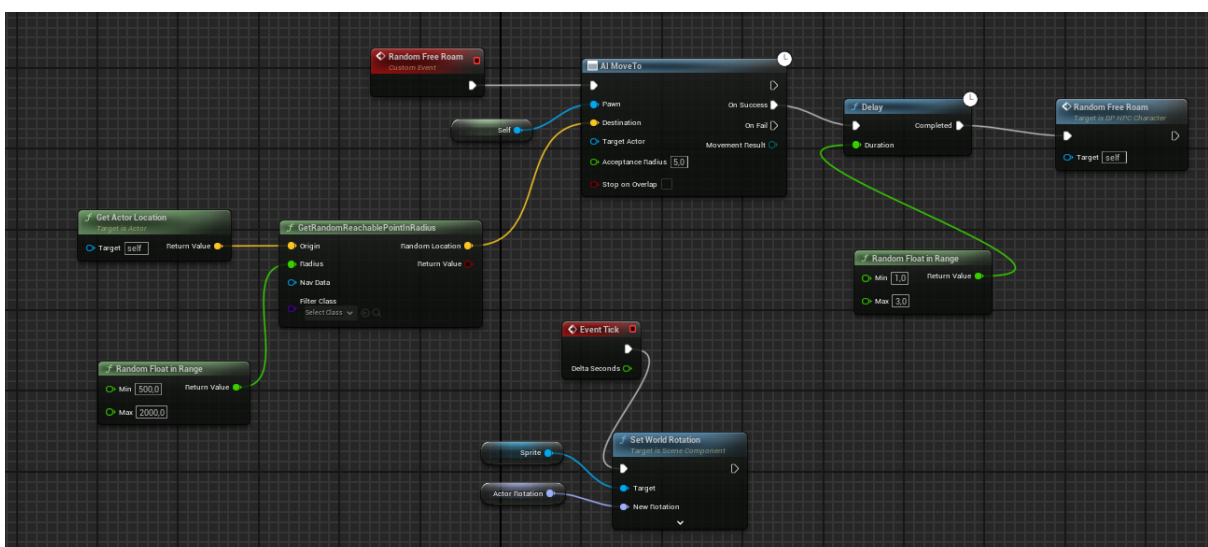 Random Free Roam
Custom Event
Self
AI MoveTo
Pawn
On Success
Destination
On Fail
Target Actor
Movement Result
Acceptance Radius 5,0
Stop on Overlap
Delay
Completed
Duration
Random Free Roam
Target is BP NPC Character
Target self
Get Actor Location
Target is Actor
Target self
Return Value
GetRandomReachablePointInRadius
Origin
Random Location
Radius
Return Value
Nav Data
Filter Class
Select Class
Random Float in Range
Min 1,0
Return Value
Max 3,0
Random Float in Range
Min 500,0
Return Value
Max 2000,0
Event Tick
Delta Seconds
Sprite
Actor Rotation
Set World Rotation
Target is Scene Component
Target
New Rotation